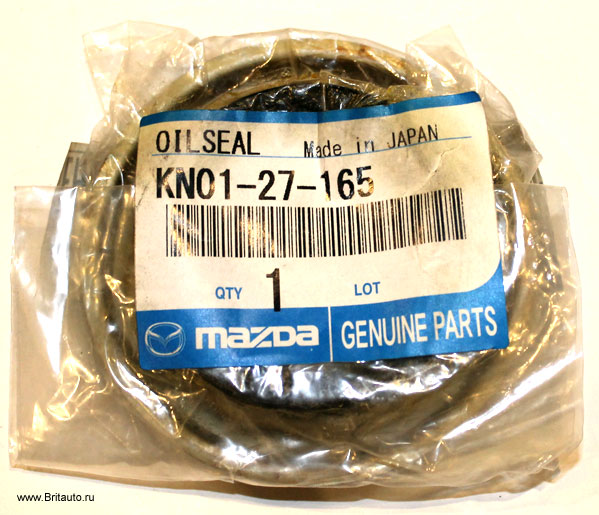 OILSEAL Made in JAPAN
KN01-27-165
QTY 1 LOT
mazda GENUINE PARTS
www.Britauto.ru